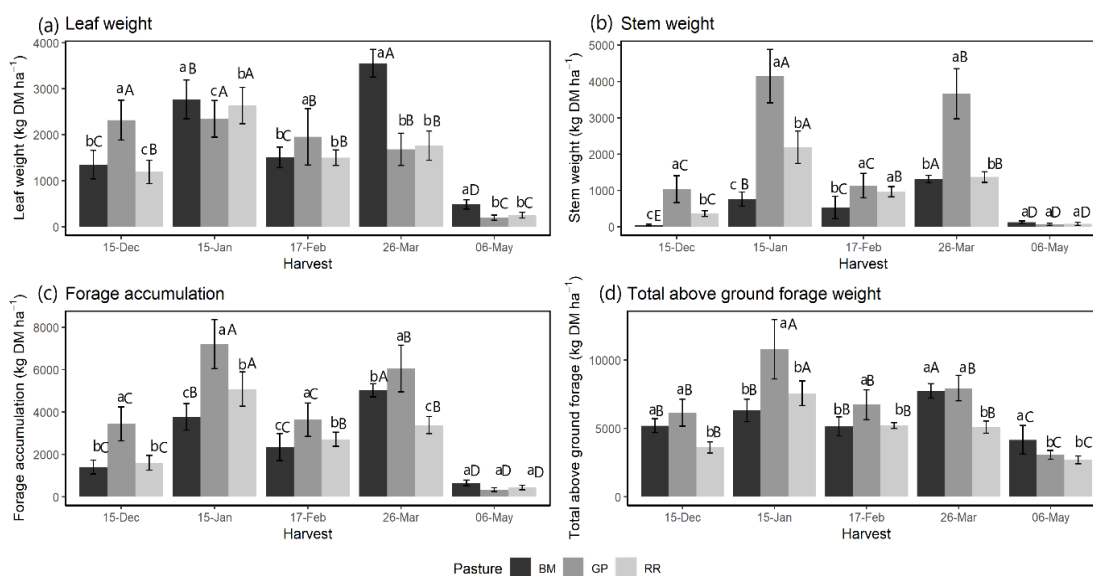 (a) Leaf weight
Leaf weight (kg DM ha⁻¹)
4000
3000
2000
1000
0
bC aA cB
aB cA bA
bC aB bC
aA bB bB
aD bC bC
15-Dec 15-Jan 17-Feb 26-Mar 06-May
Harvest
(b) Stem weight
Stem weight (kg DM ha⁻¹)
5000
4000
3000
2000
1000
0
cE aC bC
cB aA bA
bC aC aB
bA aB bB
aD aD aD
15-Dec 15-Jan 17-Feb 26-Mar 06-May
Harvest
(c) Forage accumulation
Forage accumulation (kg DM ha⁻¹)
8000
6000
4000
2000
0
bC aC bC
cB aA bA
cC aC bB
bA aB cB
aD aD aD
15-Dec 15-Jan 17-Feb 26-Mar 06-May
Harvest
(d) Total above ground forage weight
Total above ground forage (kg DM ha⁻¹)
10000
5000
0
aB aB bB
bB aA bA
bB aB bB
aA aB bB
aC bC bC
15-Dec 15-Jan 17-Feb 26-Mar 06-May
Harvest
Pasture BM GP RR